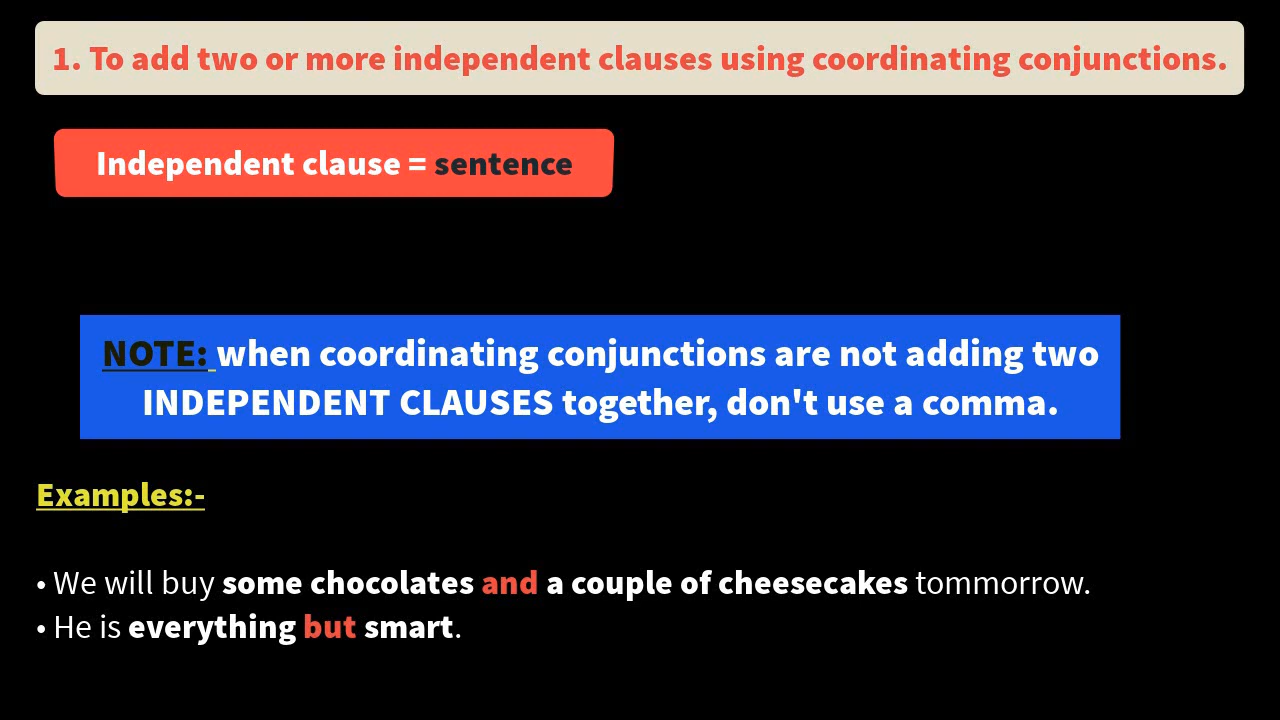 1. To add two or more independent clauses using coordinating conjunctions.
Independent clause = sentence
NOTE: when coordinating conjunctions are not adding two
INDEPENDENT CLAUSES together, don't use a comma.
Examples:-
• We will buy some chocolates and a couple of cheesecakes tommorrow.
• He is everything but smart.